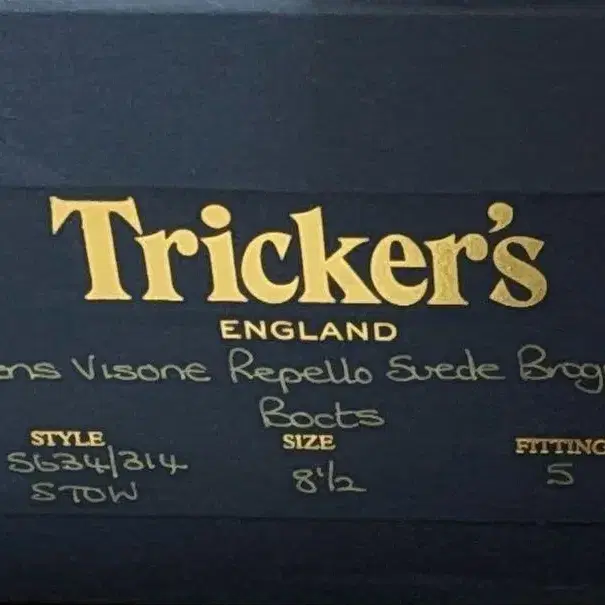 Tricker's
ENGLAND
ens Visone Repello Suede Brog
Boots
STYLE SIZE FITTING
5634/314 8½ 5
STOW